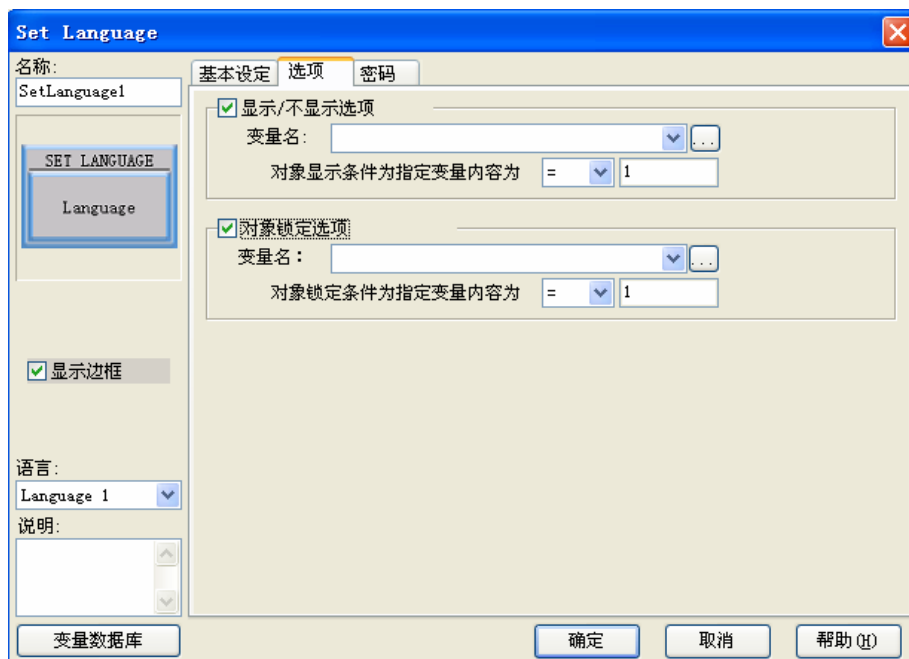 Set Language
名称:
SetLanguage1
SET LANGUAGE
Language
显示边框
语言:
Language 1
说明:
变量数据库
基本设定 选项 密码
显示/不显示选项
变量名:
...
对象显示条件为指定变量内容为 = 1
对象锁定选项
变量名：
...
对象锁定条件为指定变量内容为 = 1
确定 取消 帮助(H)